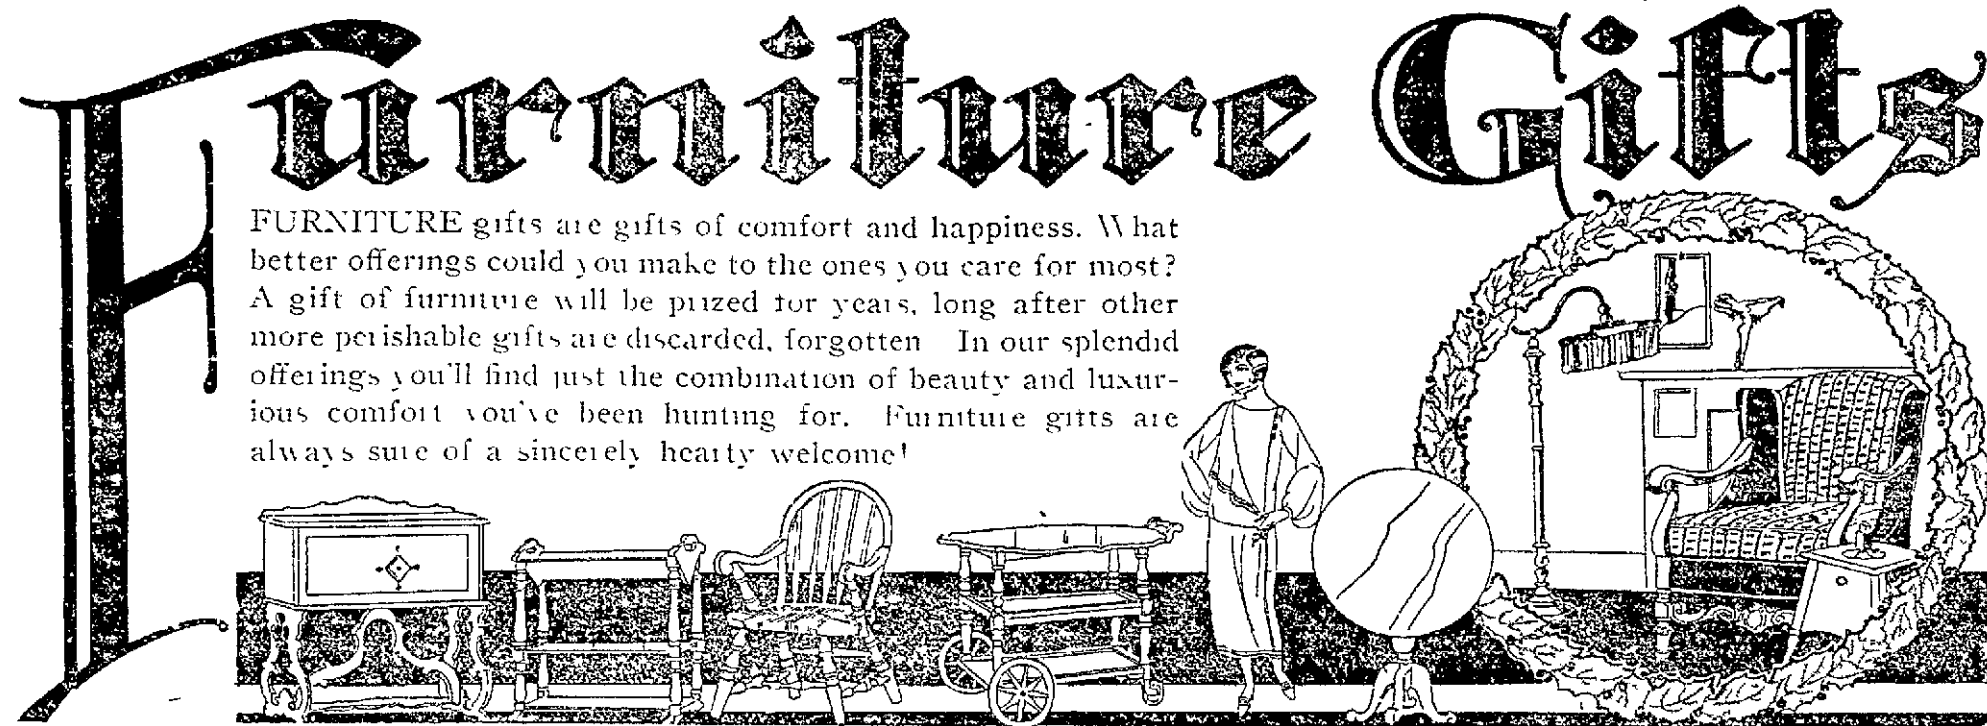 Furniture Gifts
FURNITURE gifts are gifts of comfort and happiness. What
better offerings could you make to the ones you care for most?
A gift of furniture will be prized for years, long after other
more perishable gifts are discarded, forgotten In our splendid
offerings you'll find just the combination of beauty and luxur-
ious comfort you've been hunting for. Furniture gifts are
always sure of a sincerely hearty welcome!